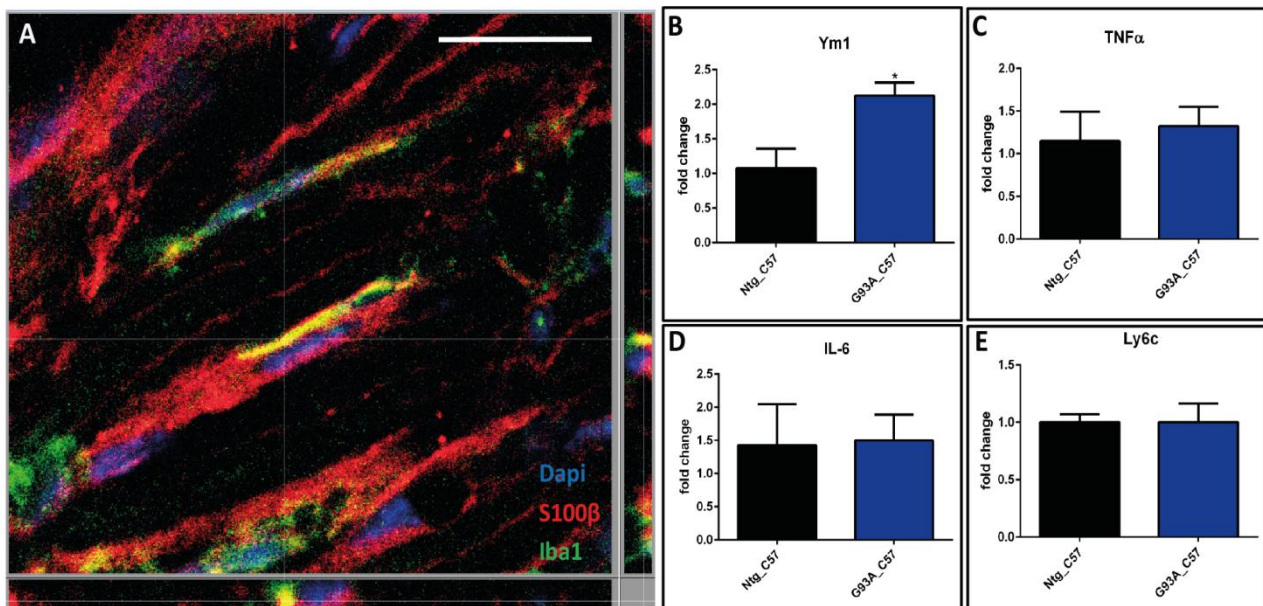 A
Dapi
S100β
Iba1
B
Ym1
fold change
2.5
2.0
1.5
1.0
0.5
0.0
*
Ntg_C57
G93A_C57
C
TNFα
fold change
2.0
1.5
1.0
0.5
0.0
Ntg_C57
G93A_C57
D
IL-6
fold change
2.5
2.0
1.5
1.0
0.5
0.0
Ntg_C57
G93A_C57
E
Ly6c
fold change
1.5
1.0
0.5
0.0
Ntg_C57
G93A_C57